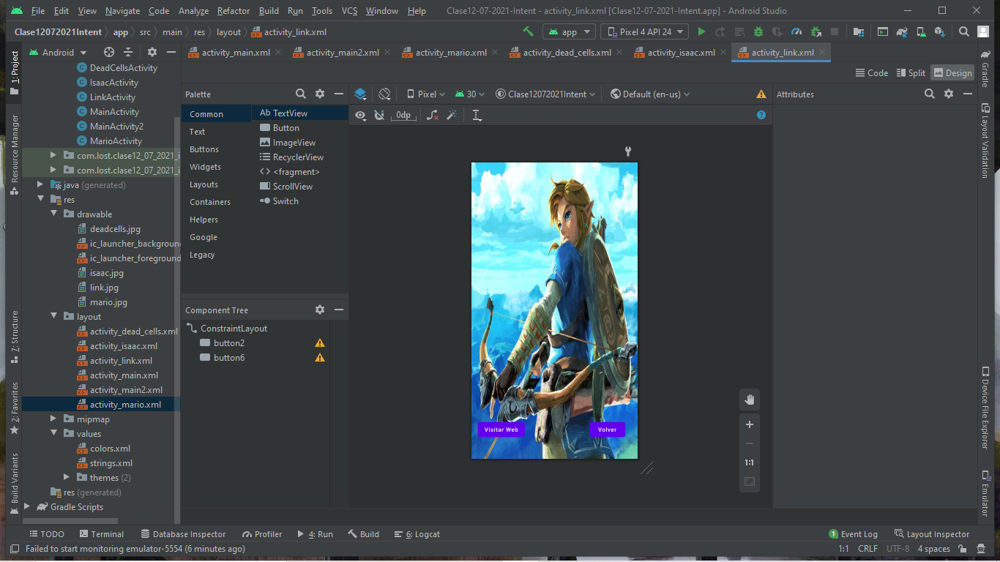 File Edit View Navigate Code Analyze Refactor Build Run Tools VCS Window Help Clase12-07-2021-Intent - activity_link.xml [Clase12-07-2021-Intent.app] - Android Studio
Clase12072021Intent app src main res layout activity_link.xml app Pixel 4 API 24
Android activity_main.xml activity_main2.xml activity_mario.xml activity_dead_cells.xml activity_isaac.xml activity_link.xml
Code Split Design
1: Project
Resource Manager
7: Structure
2: Favorites
Build Variants
DeadCellsActivity
IsaacActivity
LinkActivity
MainActivity
MainActivity2
MarioActivity
com.lost.clase12_07_2021_i
com.lost.clase12_07_2021_i
java (generated)
res
drawable
deadcells.jpg
ic_launcher_background
ic_launcher_foreground
isaac.jpg
link.jpg
mario.jpg
layout
activity_dead_cells.xml
activity_isaac.xml
activity_link.xml
activity_main.xml
activity_main2.xml
activity_mario.xml
mipmap
values
colors.xml
strings.xml
themes (2)
res (generated)
Gradle Scripts
Palette
Common
Text
Buttons
Widgets
Layouts
Containers
Helpers
Google
Legacy
Ab TextView
Button
ImageView
RecyclerView
<fragment>
ScrollView
Switch
Component Tree
ConstraintLayout
button2
button6
Pixel 30 Clase12072021Intent Default (en-us)
0dp
Visitar Web Volver
1:1
Attributes
Gradle
Layout Validation
Device File Explorer
Emulator
TODO Terminal Database Inspector Profiler 4: Run Build 6: Logcat 1 Event Log Layout Inspector
Failed to start monitoring emulator-5554 (6 minutes ago) 1:1 CRLF UTF-8 4 spaces